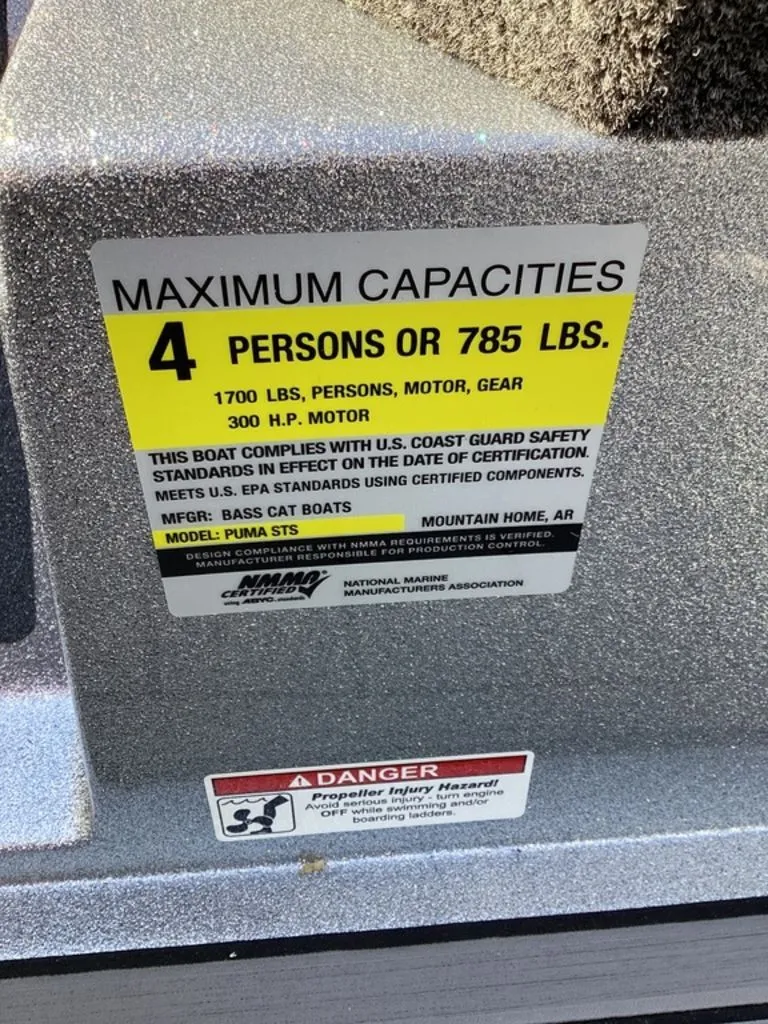 MAXIMUM CAPACITIES
4 PERSONS OR 785 LBS.
1700 LBS, PERSONS, MOTOR, GEAR
300 H.P. MOTOR
THIS BOAT COMPLIES WITH U.S. COAST GUARD SAFETY
STANDARDS IN EFFECT ON THE DATE OF CERTIFICATION.
MEETS U.S. EPA STANDARDS USING CERTIFIED COMPONENTS.
MFGR: BASS CAT BOATS
MOUNTAIN HOME, AR
MODEL: PUMA STS
DESIGN COMPLIANCE WITH NMMA REQUIREMENTS IS VERIFIED.
MANUFACTURER RESPONSIBLE FOR PRODUCTION CONTROL.
NMMA®
CERTIFIED
using ABYC standards
NATIONAL MARINE
MANUFACTURERS ASSOCIATION
DANGER
Propeller Injury Hazard!
Avoid serious injury - turn engine
OFF while swimming and/or
boarding ladders.